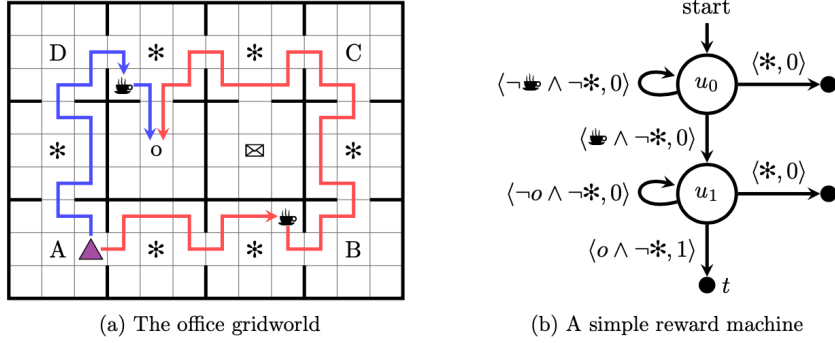 D
*
*
C
o
*
*
A
*
*
B
(a) The office gridworld
start
⟨¬☕ ∧ ¬*, 0⟩
u₀
⟨*, 0⟩
⟨☕ ∧ ¬*, 0⟩
⟨¬o ∧ ¬*, 0⟩
u₁
⟨*, 0⟩
⟨o ∧ ¬*, 1⟩
t
(b) A simple reward machine